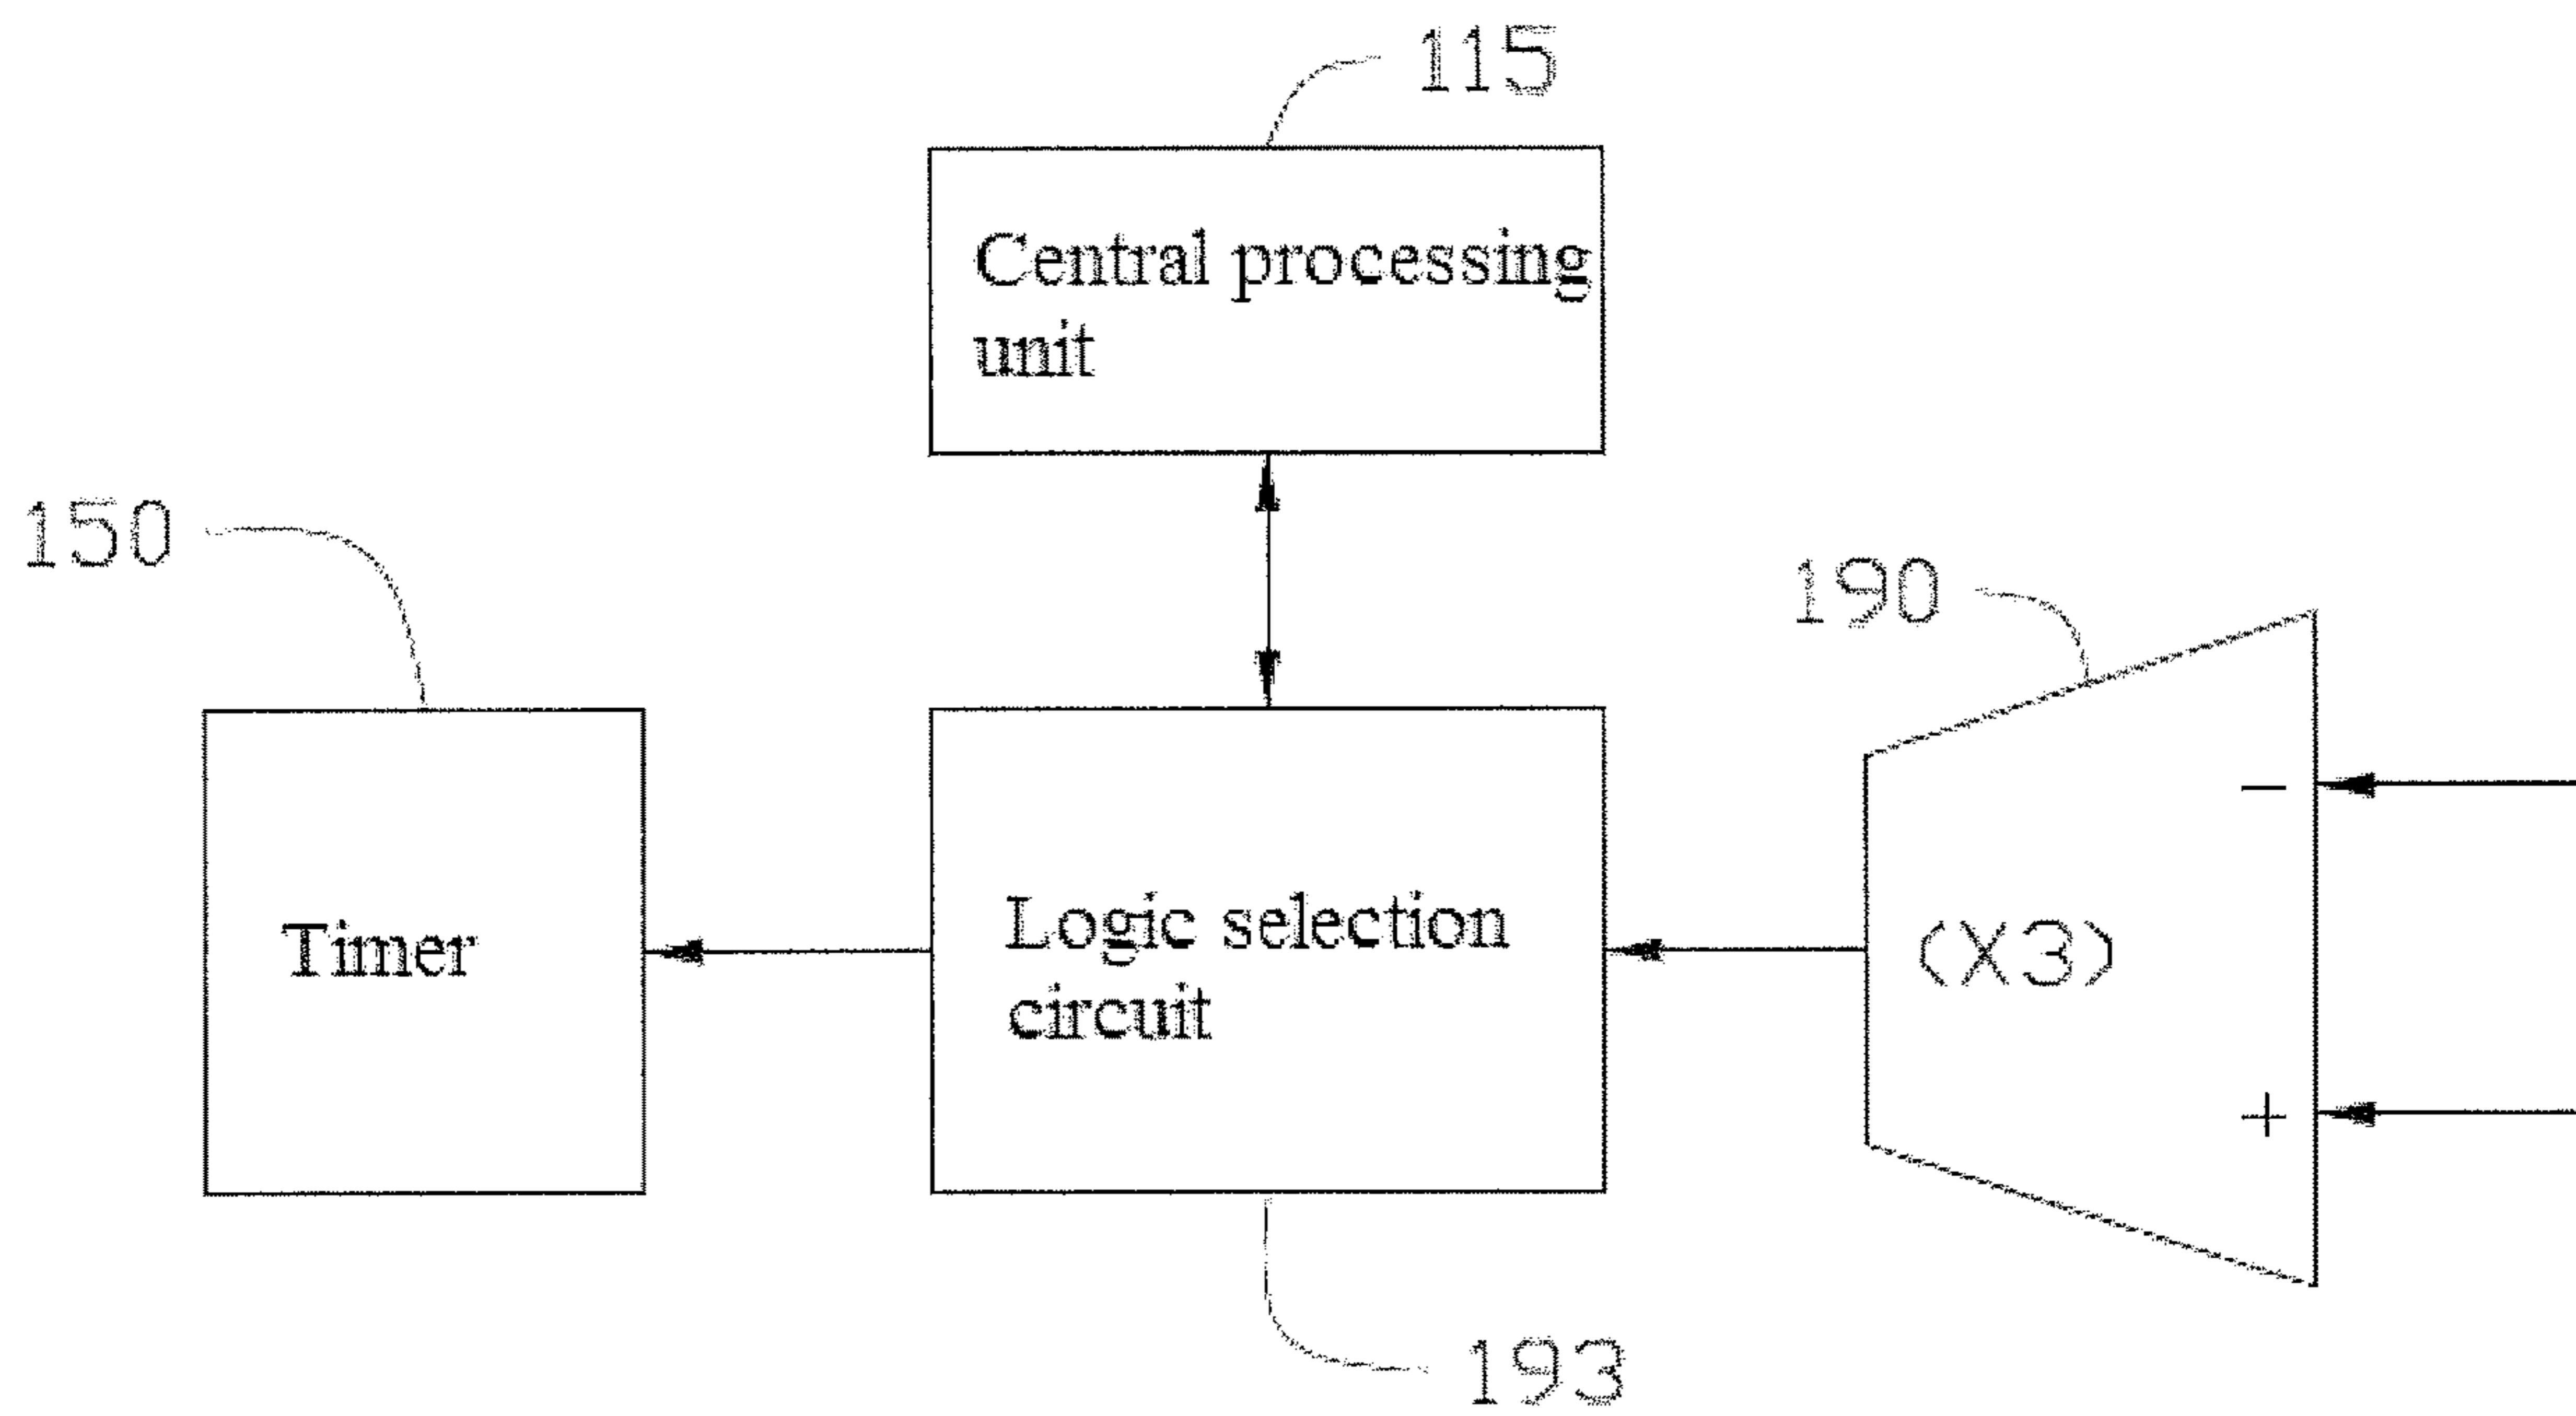 115
Central processing
unit
150
190
−
Timer
Logic selection
circuit
(X3)
+
193